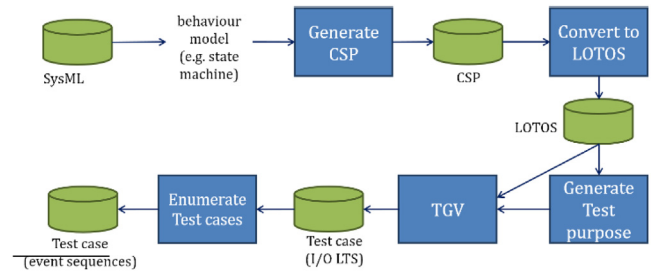 SysML
behaviour
model
(e.g. state
machine)
Generate
CSP
CSP
Convert to
LOTOS
LOTOS
Generate
Test
purpose
TGV
Test case
(I/O LTS)
Enumerate
Test cases
Test case
(event sequences)